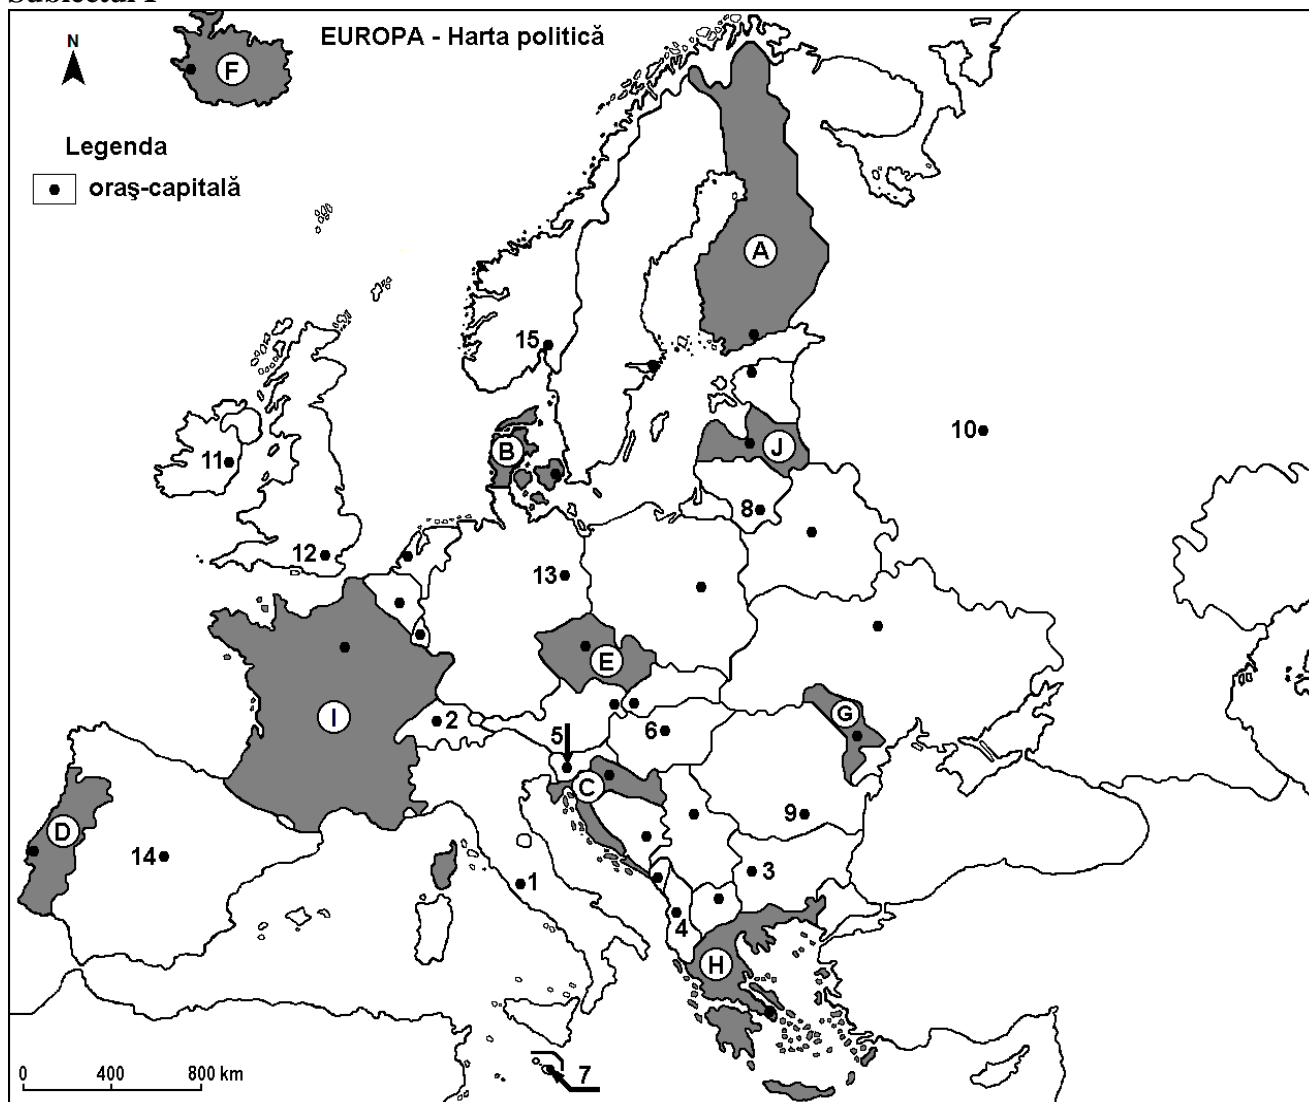 Subiectul I
EUROPA - Harta politică
N
F
Legenda
oraş-capitală
A
15
B
10
J
11
8
12
13
E
I
2
G
5
6
C
D
9
14
3
1
4
H
7
0 400 800 km